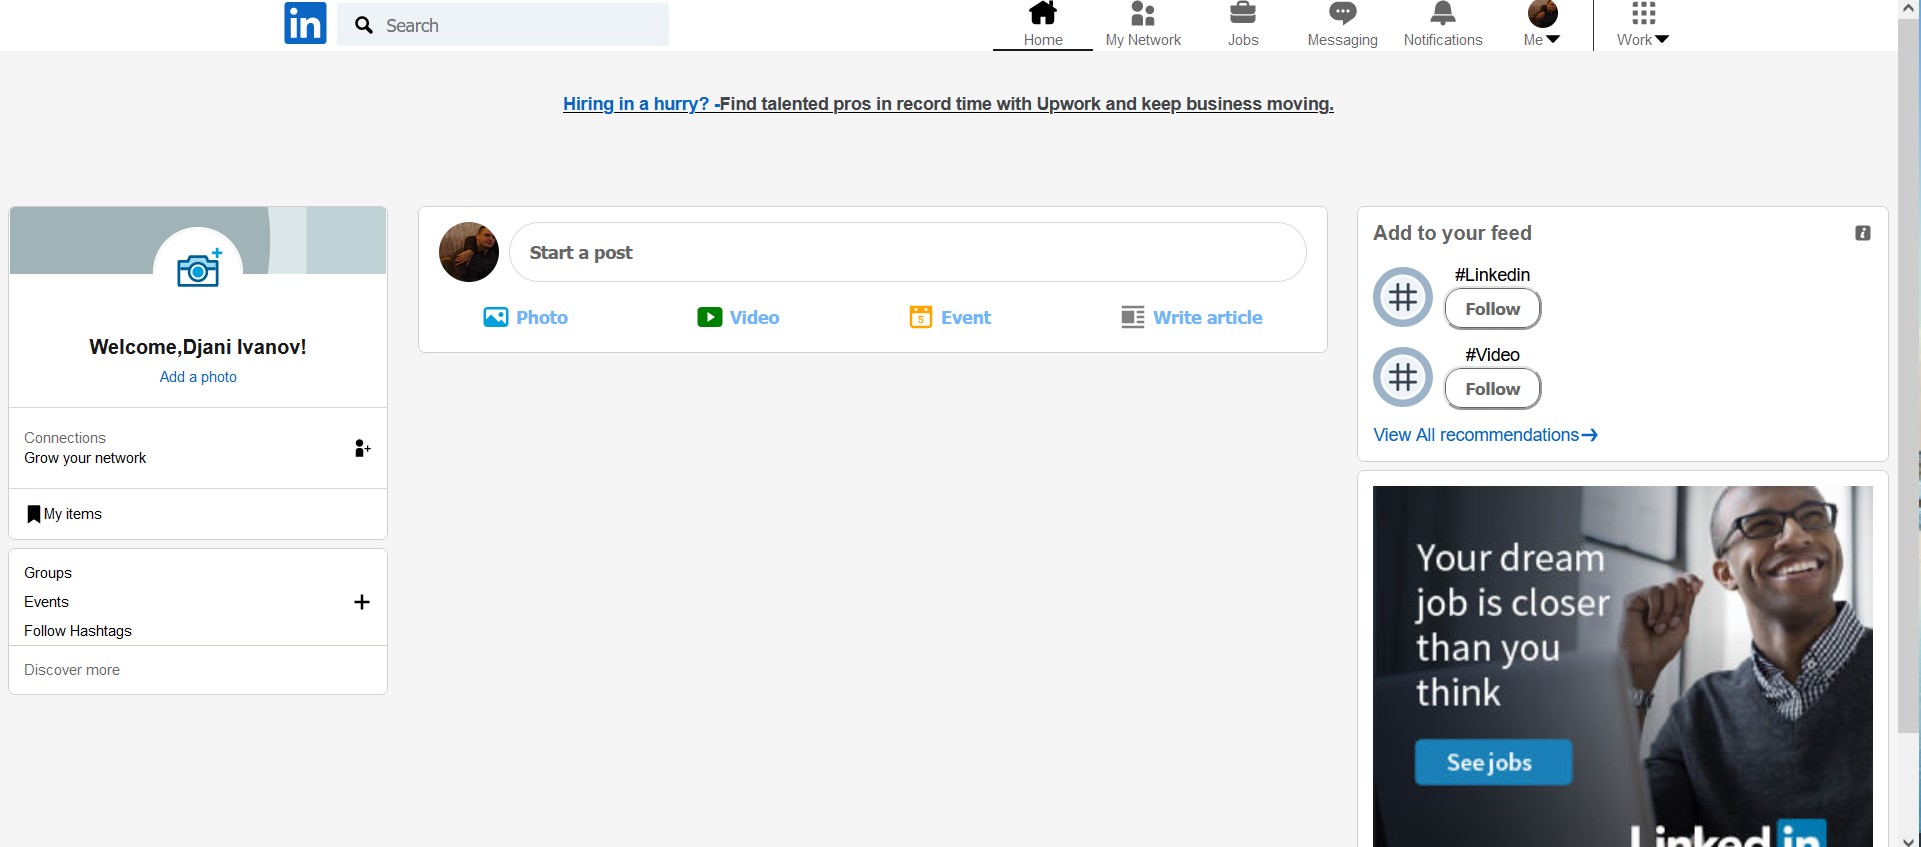 in
Search
Home
My Network
Jobs
Messaging
Notifications
Me
Work
Hiring in a hurry? -Find talented pros in record time with Upwork and keep business moving.
Welcome,Djani Ivanov!
Add a photo
Connections
Grow your network
My items
Groups
Events
Follow Hashtags
Discover more
Start a post
Photo
Video
5
Event
Write article
Add to your feed
i
#Linkedin
Follow
#Video
Follow
View All recommendations
Your dream
job is closer
than you
think
See jobs
Linked in